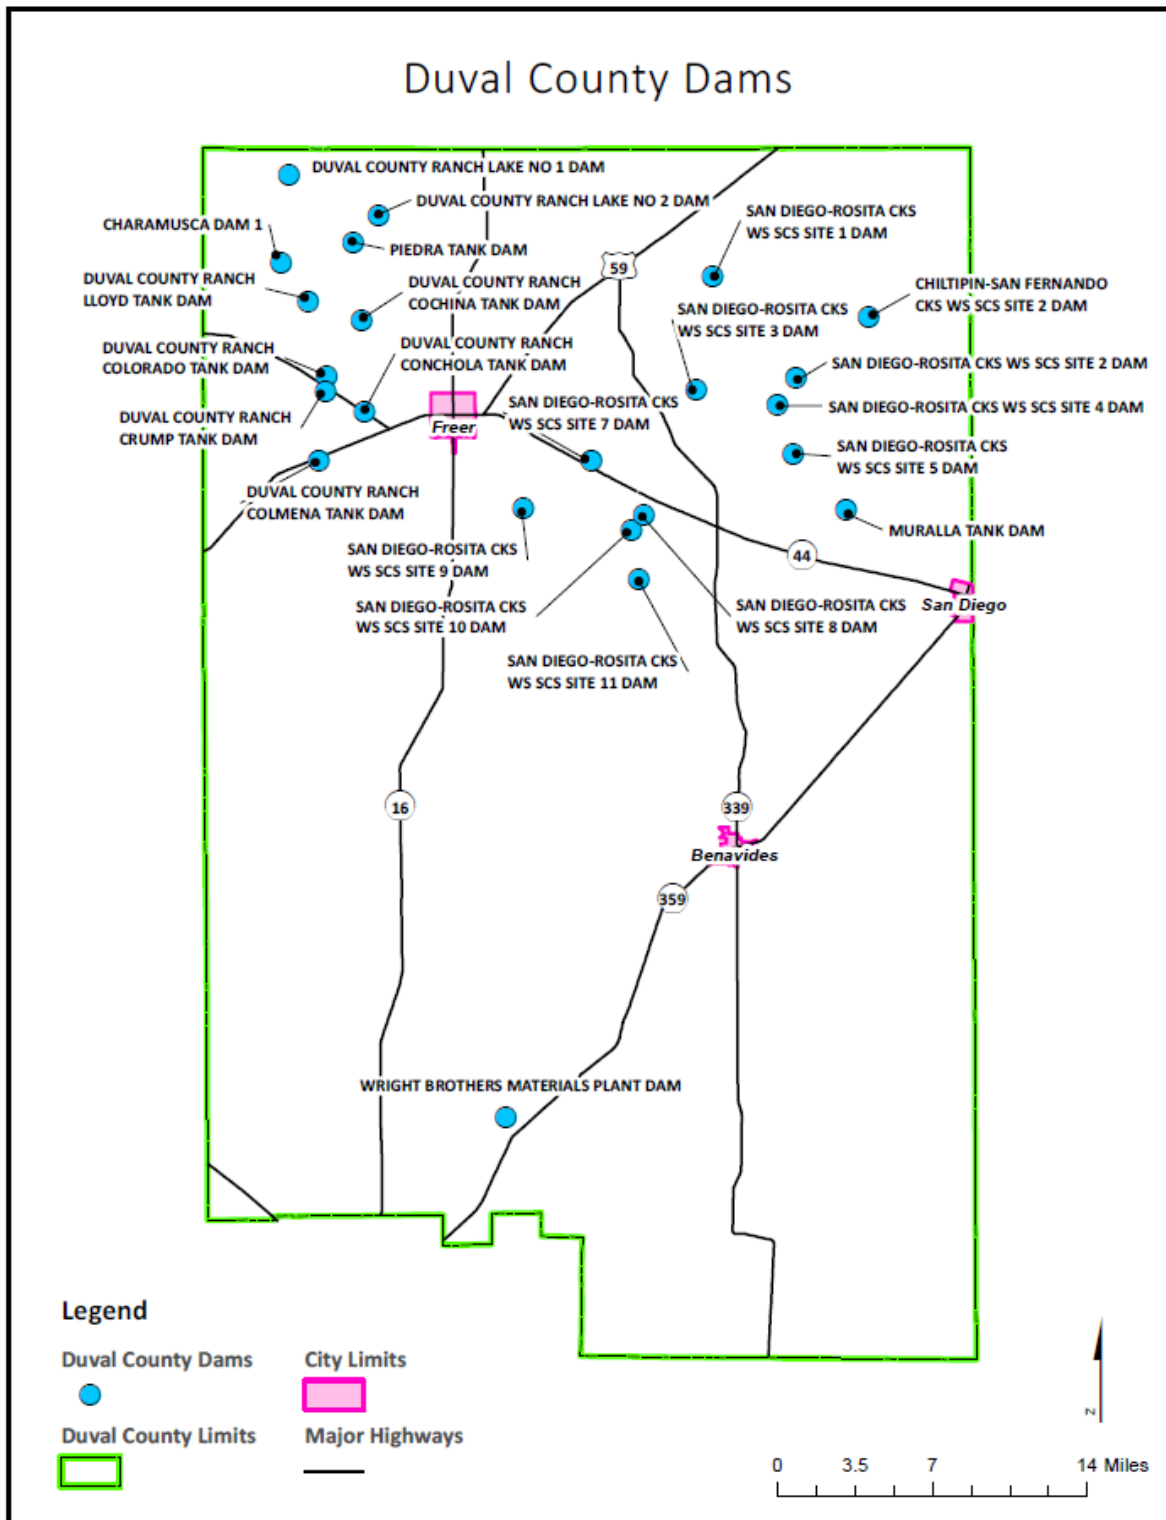 Duval County Dams
DUVAL COUNTY RANCH LAKE NO 1 DAM
DUVAL COUNTY RANCH LAKE NO 2 DAM
CHARAMUSCA DAM 1
PIEDRA TANK DAM
SAN DIEGO-ROSITA CKS
WS SCS SITE 1 DAM
59
DUVAL COUNTY RANCH
LLOYD TANK DAM
DUVAL COUNTY RANCH
COCHINA TANK DAM
CHILTIPIN-SAN FERNANDO
CKS WS SCS SITE 2 DAM
SAN DIEGO-ROSITA CKS
WS SCS SITE 3 DAM
DUVAL COUNTY RANCH
COLORADO TANK DAM
DUVAL COUNTY RANCH
CONCHOLA TANK DAM
SAN DIEGO-ROSITA CKS WS SCS SITE 2 DAM
SAN DIEGO-ROSITA CKS WS SCS SITE 4 DAM
DUVAL COUNTY RANCH
CRUMP TANK DAM
Freer
SAN DIEGO-ROSITA CKS
WS SCS SITE 7 DAM
SAN DIEGO-ROSITA CKS
WS SCS SITE 5 DAM
DUVAL COUNTY RANCH
COLMENA TANK DAM
MURALLA TANK DAM
SAN DIEGO-ROSITA CKS
WS SCS SITE 9 DAM
44
SAN DIEGO-ROSITA CKS
WS SCS SITE 10 DAM
SAN DIEGO-ROSITA CKS
WS SCS SITE 8 DAM
San Diego
SAN DIEGO-ROSITA CKS
WS SCS SITE 11 DAM
16
339
Benavides
359
WRIGHT BROTHERS MATERIALS PLANT DAM
Legend
Duval County Dams
City Limits
Duval County Limits
Major Highways
Z
0 3.5 7 14 Miles